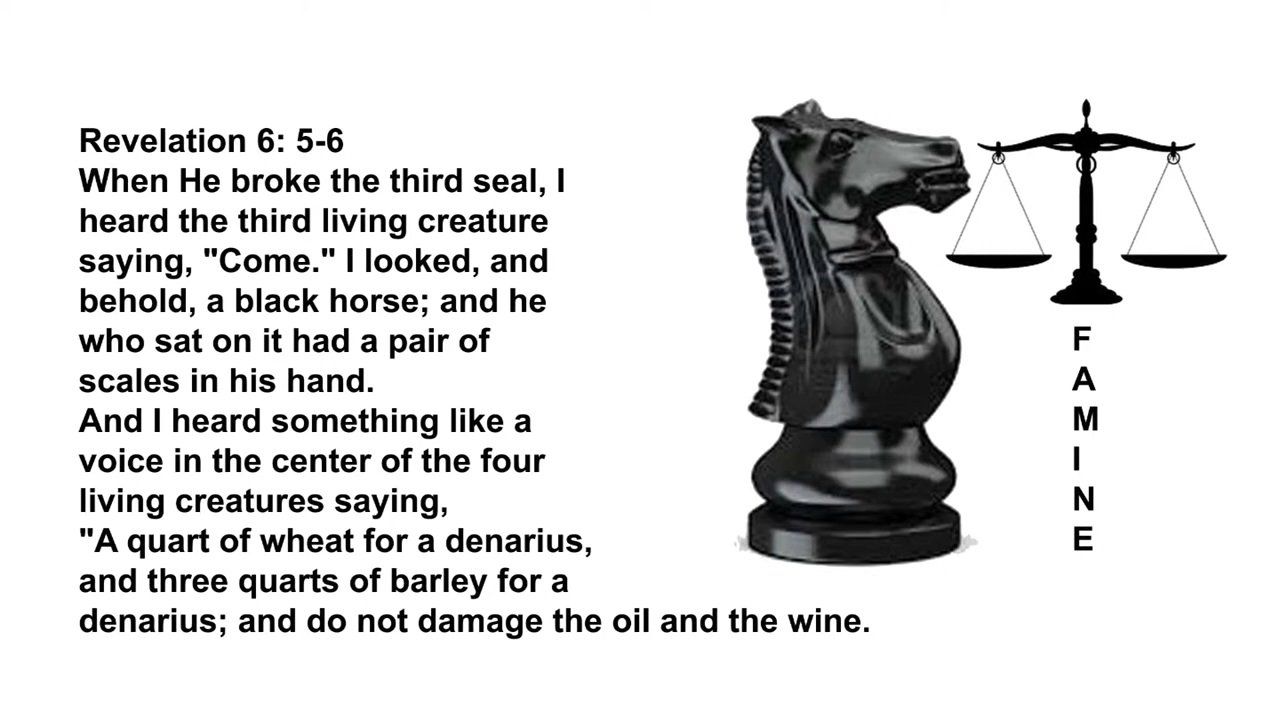 Revelation 6: 5-6
When He broke the third seal, I
heard the third living creature
saying, "Come." I looked, and
behold, a black horse; and he
who sat on it had a pair of
scales in his hand.
And I heard something like a
voice in the center of the four
living creatures saying,
"A quart of wheat for a denarius,
and three quarts of barley for a
denarius; and do not damage the oil and the wine.
F
A
M
I
N
E